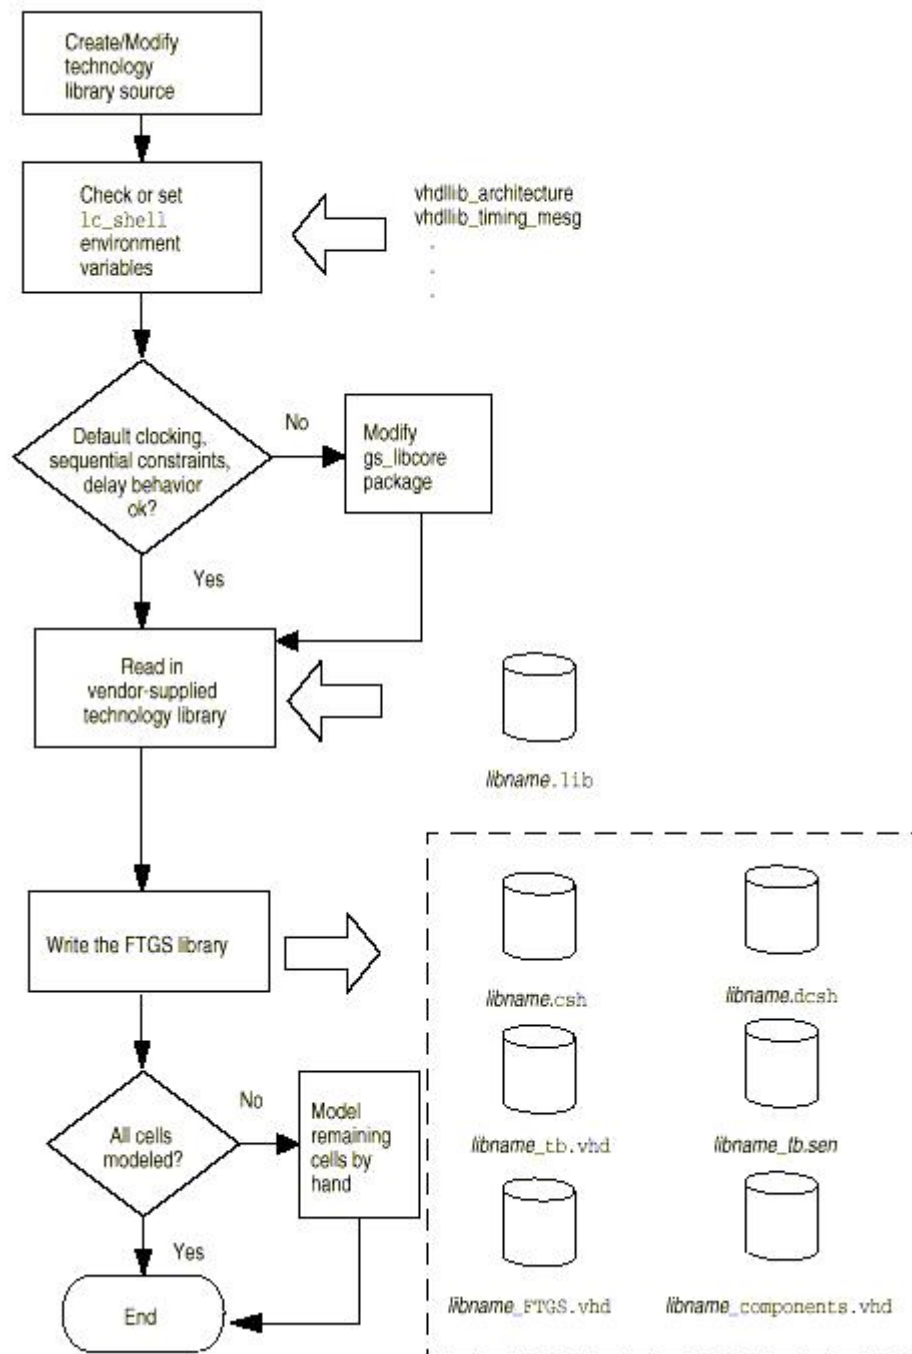 Create/Modify
technology
library source
Check or set
lc_shell
environment
variables
vhdllib_architecture
vhdllib_timing_mesg
.
.
.
Default clocking,
sequential constraints,
delay behavior
ok?
No
Modify
gs_libcore
package
Yes
Read in
vendor-supplied
technology library
libname.lib
Write the FTGS library
libname.csh
libname.dcsh
libname_tb.vhd
libname_tb.sen
All cells
modeled?
No
Model
remaining
cells by
hand
Yes
End
libname_FTGS.vhd
libname_components.vhd